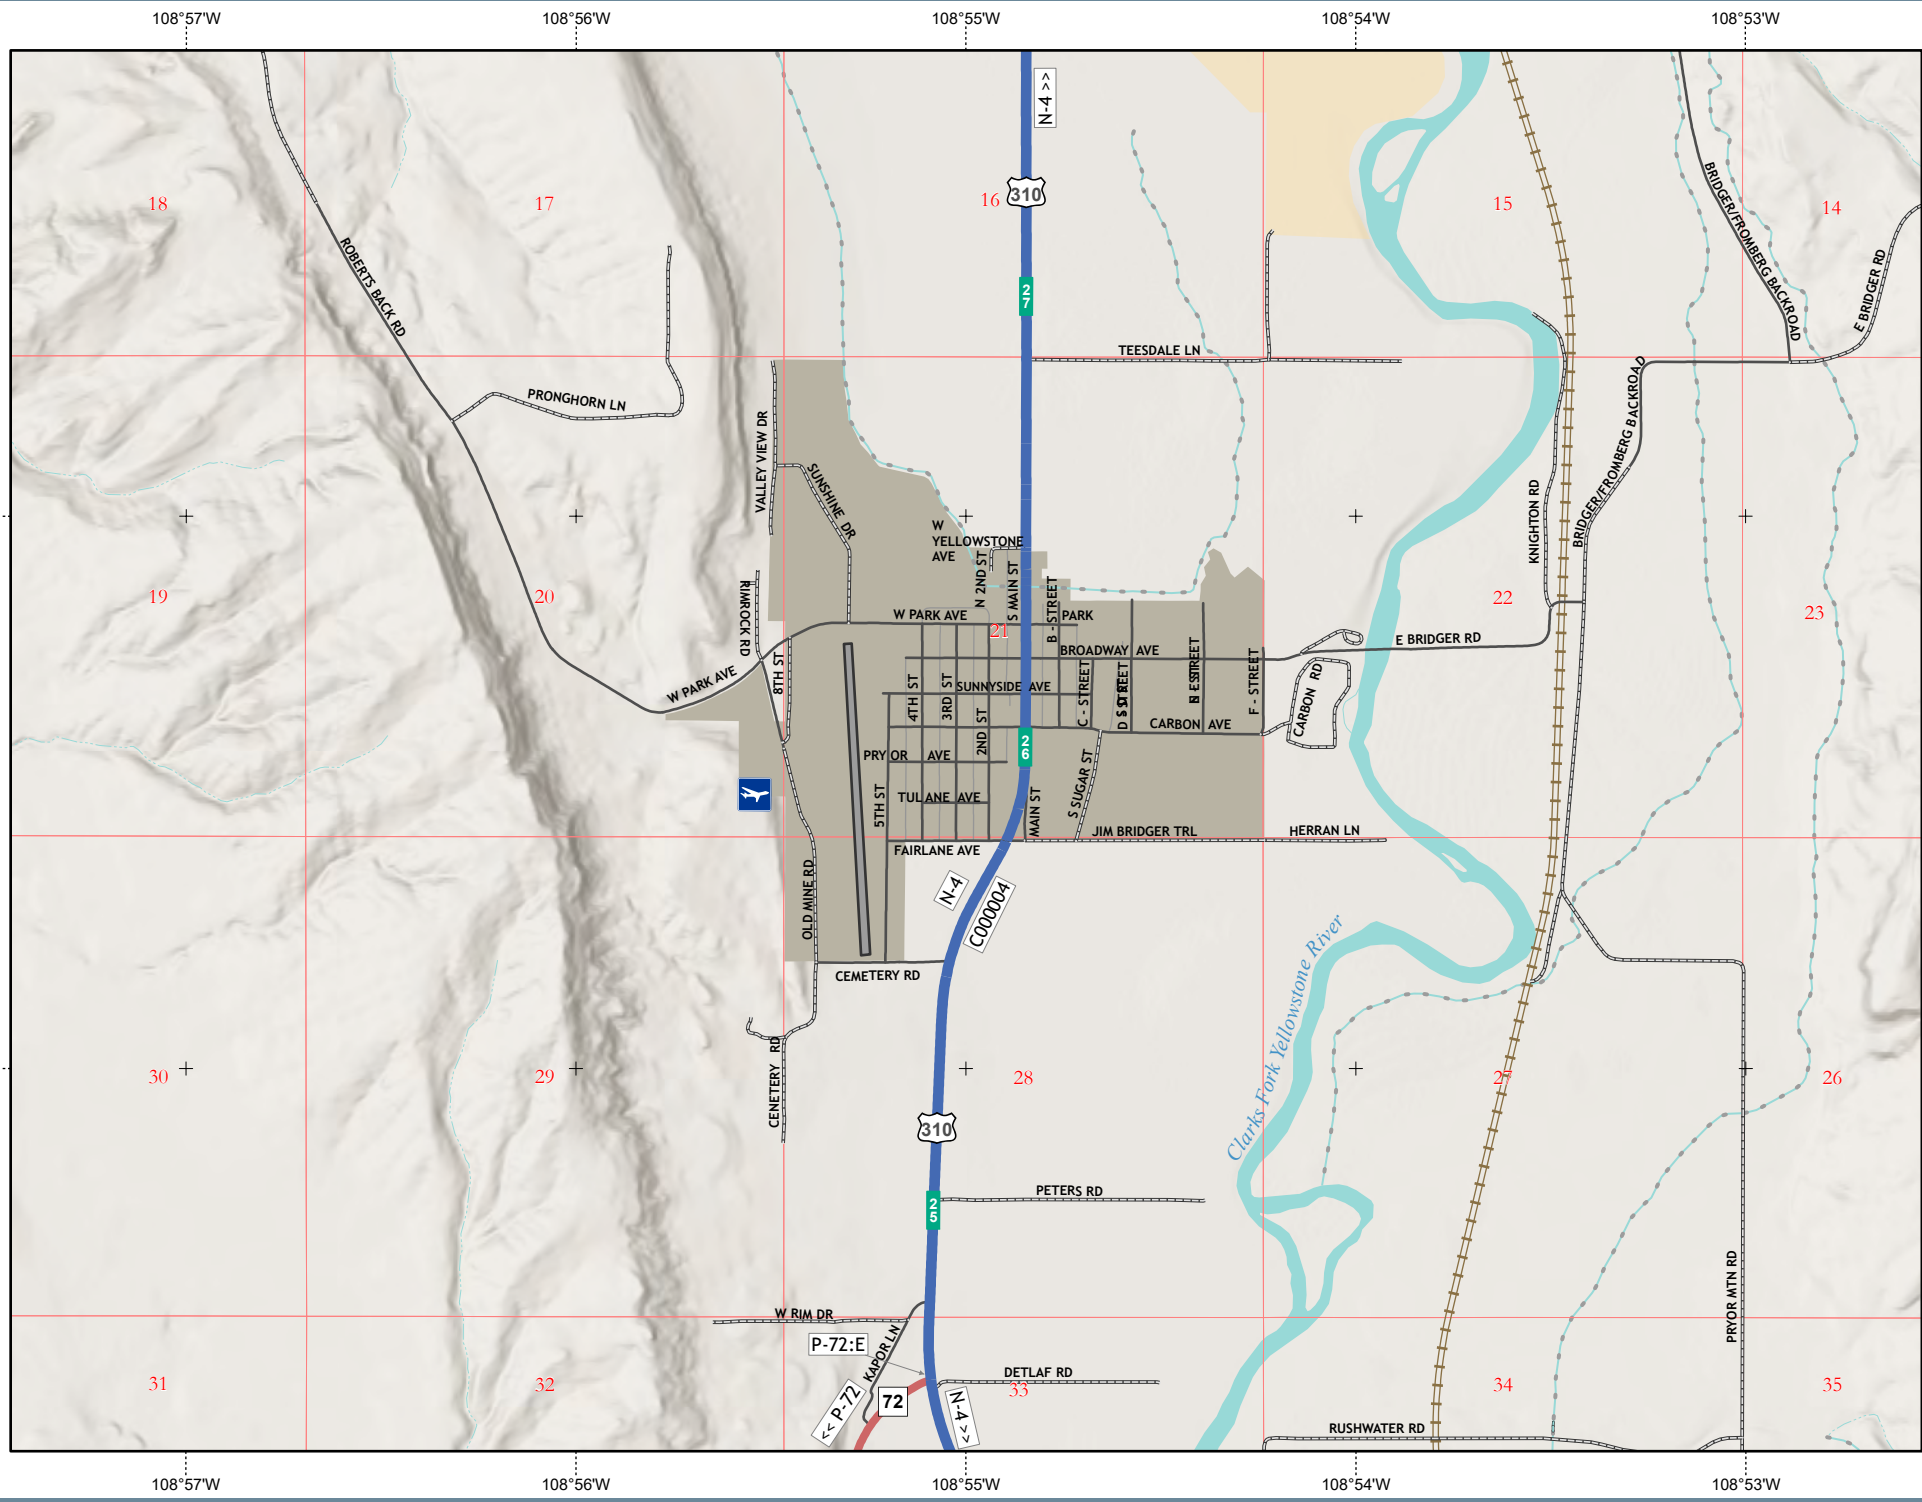 108°57'W
108°56'W
108°55'W
108°54'W
108°53'W
N-4 >>
310
18
17
16
15
14
BRIDGER/FROMBERG BACKROAD
E BRIDGER RD
ROBERTS BACK RD
27
TEESDALE LN
PRONGHORN LN
VALLEY VIEW DR
SUNSHINE DR
BRIDGER/FROMBERG BACKROAD
KNIGHTON RD
W
YELLOWSTONE
AVE
N 2ND ST
S MAIN ST
B - STREET
RIMROCK RD
19
20
21
22
23
W PARK AVE
PARK
BROADWAY AVE
E BRIDGER RD
8TH ST
W PARK AVE
4TH ST
3RD ST
SUNNYSIDE AVE
C - STREET
F - STREET
CARBON RD
2ND ST
CARBON AVE
26
PRYOR AVE
S SUGAR ST
5TH ST
TULANE AVE
MAIN ST
JIM BRIDGER TRL
HERRAN LN
FAIRLANE AVE
OLD MINE RD
N-4
C000004
CEMETERY RD
Clarks Fork Yellowstone River
CENETERY RD
30
29
28
27
26
310
25
PETERS RD
PRYOR MTN RD
W RIM DR
P-72:E
KAPOR LN
DETLAF RD
31
32
33
34
35
<< P-72
72
N-4 >>
RUSHWATER RD
108°57'W
108°56'W
108°55'W
108°54'W
108°53'W